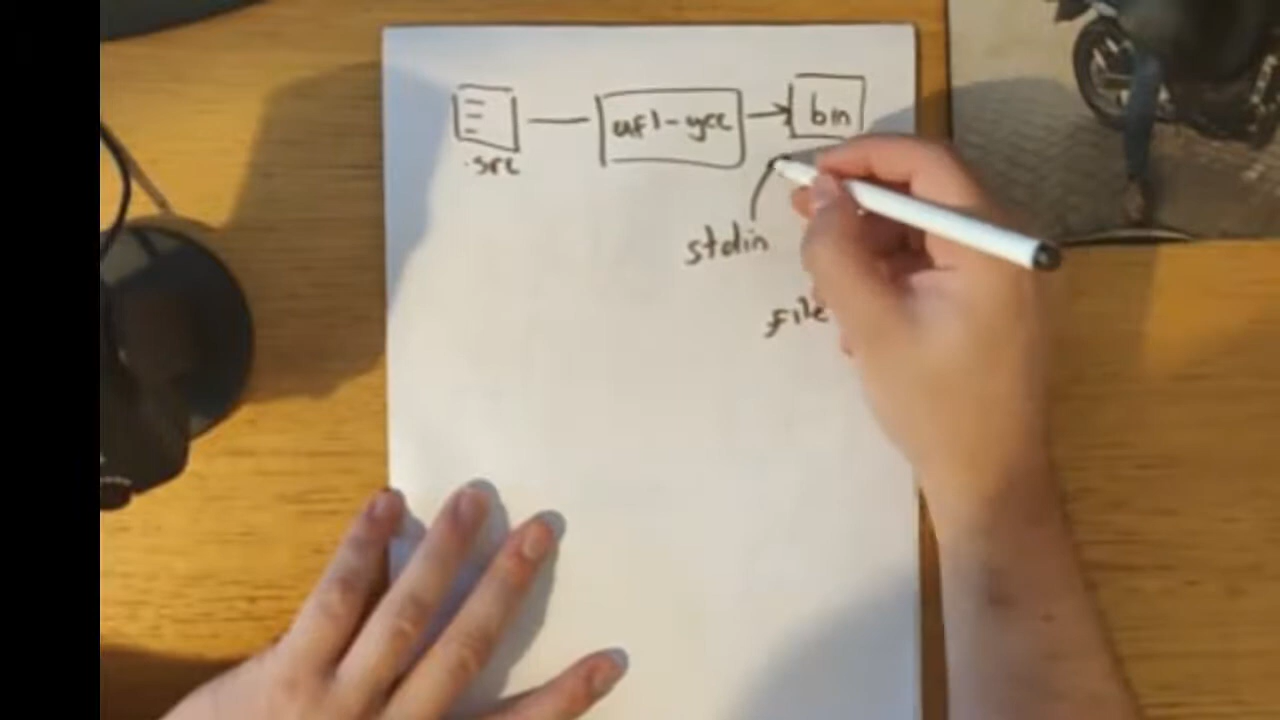 afl-gcc bin
.src
stdin
file